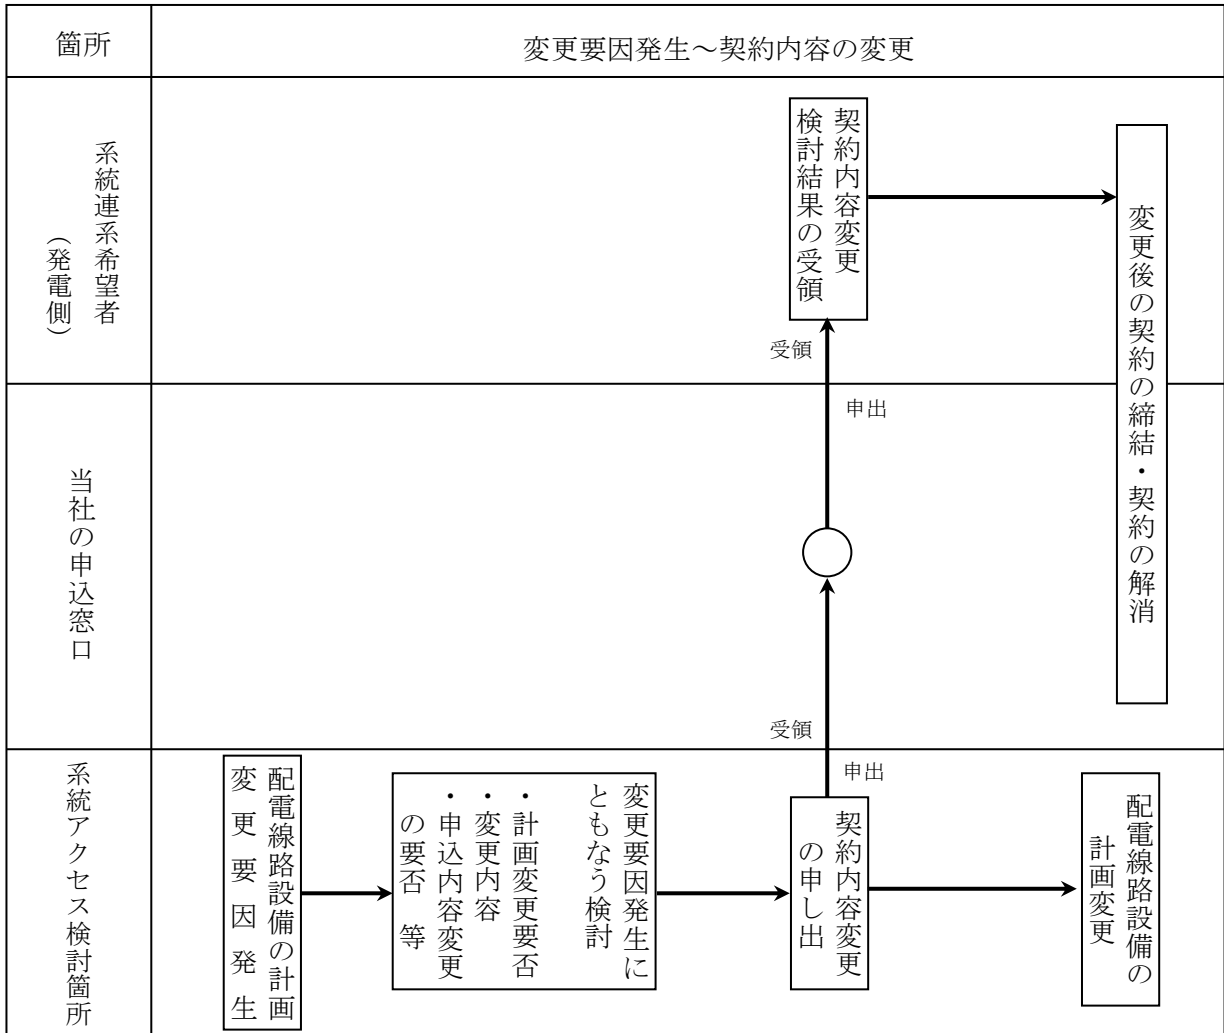 箇所
変更要因発生～契約内容の変更
系統連系希望者
(発電側)
契約内容変更
検討結果の受領
変更後の契約の締結・契約の解消
受領
申出
当社の申込窓口
受領
申出
系統アクセス検討箇所
配電線路設備の計画
変更要因発生
変更要因発生に
ともなう検討
・計画変更要否
・変更内容
・申込内容変更
の要否 等
契約内容変更
の申し出
配電線路設備の
計画変更